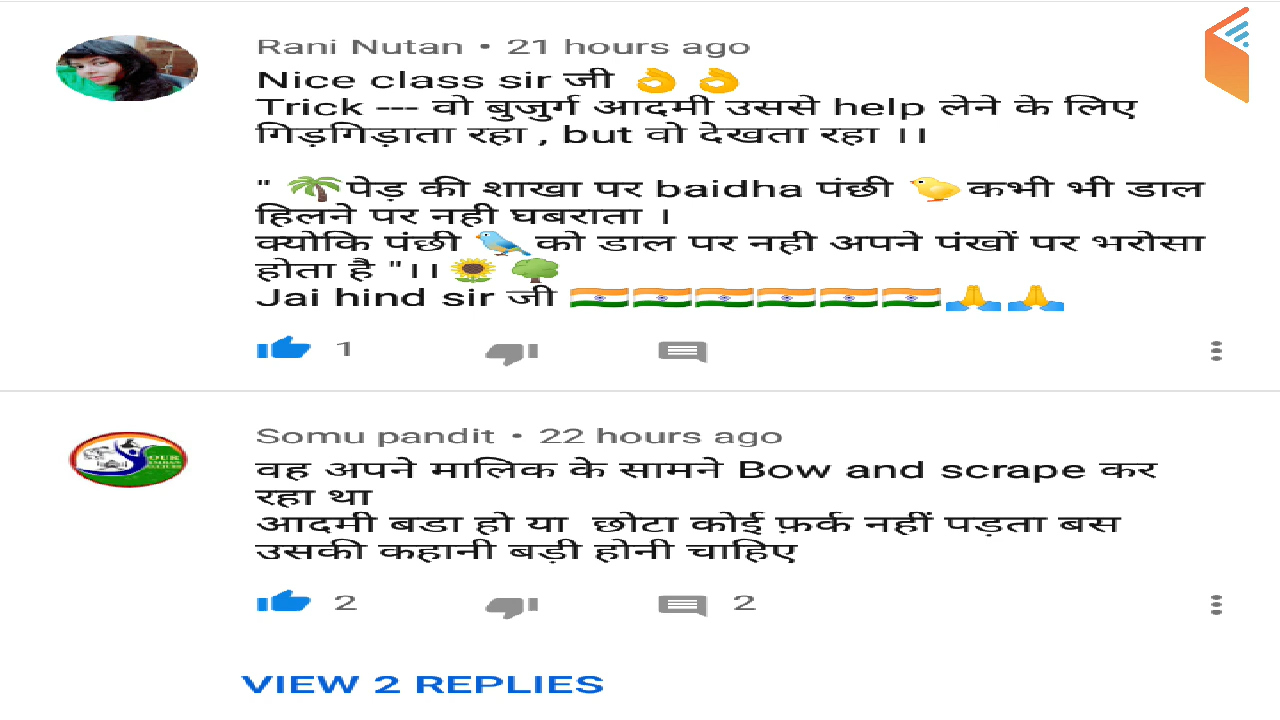 Rani Nutan • 21 hours ago
Nice class sir जी 👌 👌
Trick --- वो बुजुर्ग आदमी उससे help लेने के लिए
गिड़गिड़ाता रहा , but वो देखता रहा ।।
" 🌴पेड़ की शाखा पर baidha पंछी 🐤कभी भी डाल
हिलने पर नही घबराता ।
क्योकि पंछी 🐦को डाल पर नही अपने पंखों पर भरोसा
होता है "।। 🌻 🌳
Jai hind sir जी 🇮🇳🇮🇳🇮🇳🇮🇳🇮🇳🇮🇳🙏 🙏
1
Somu pandit • 22 hours ago
वह अपने मालिक के सामने Bow and scrape कर
रहा था
आदमी बडा हो या छोटा कोई फ़र्क नहीं पड़ता बस
उसकी कहानी बड़ी होनी चाहिए
2 2
VIEW 2 REPLIES